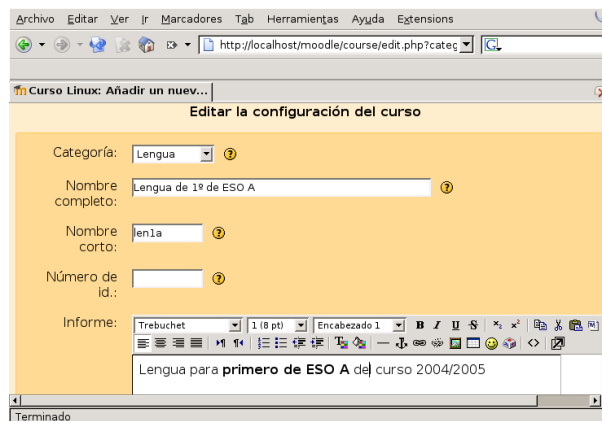 Archivo Editar Ver Ir Marcadores Tab Herramientas Ayuda Extensions
http://localhost/moodle/course/edit.php?categ G.
Curso Linux: Añadir un nuev...
Editar la configuración del curso
Categoría: Lengua ?
Nombre completo: Lengua de 1º de ESO A ?
Nombre corto: len1a ?
Número de id.: ?
Informe: Trebuchet 1 (8 pt) Encabezado 1 B I U S x₂ x²
Lengua para primero de ESO A del curso 2004/2005
Terminado